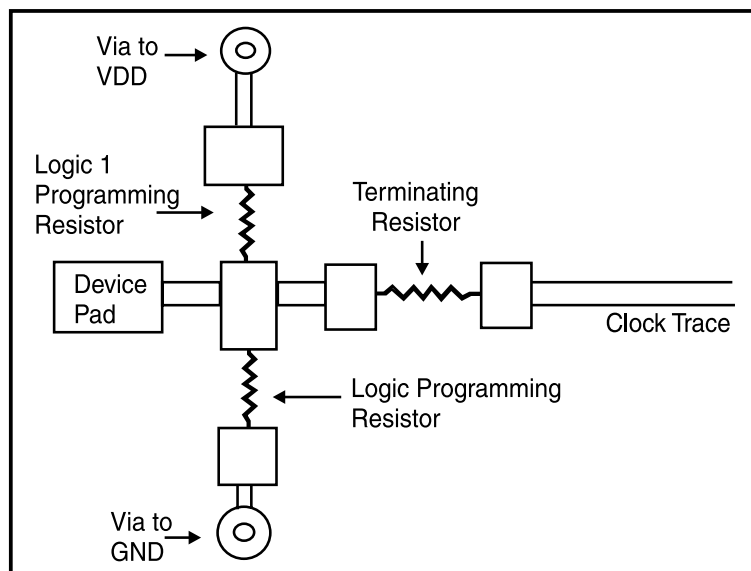 Via to
VDD
Logic 1
Programming
Resistor
Terminating
Resistor
Device
Pad
Clock Trace
Logic Programming
Resistor
Via to
GND